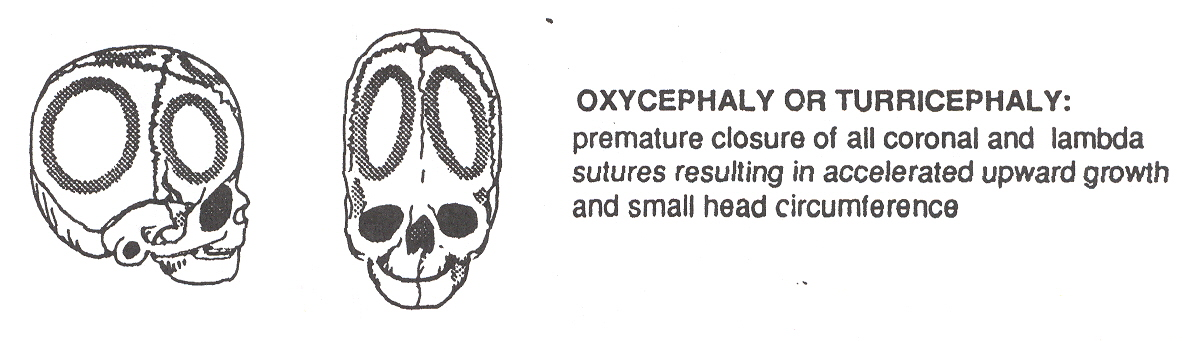 OXYCEPHALY OR TURRICEPHALY:
premature closure of all coronal and lambda
sutures resulting in accelerated upward growth
and small head circumference